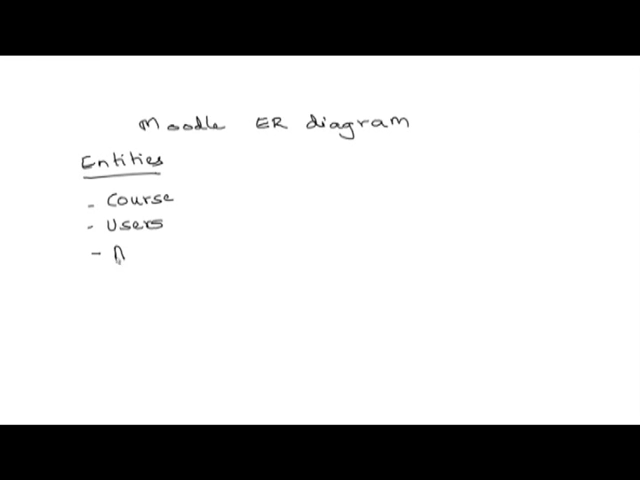 Moodle ER diagram
Entities
- Course
- Users
-